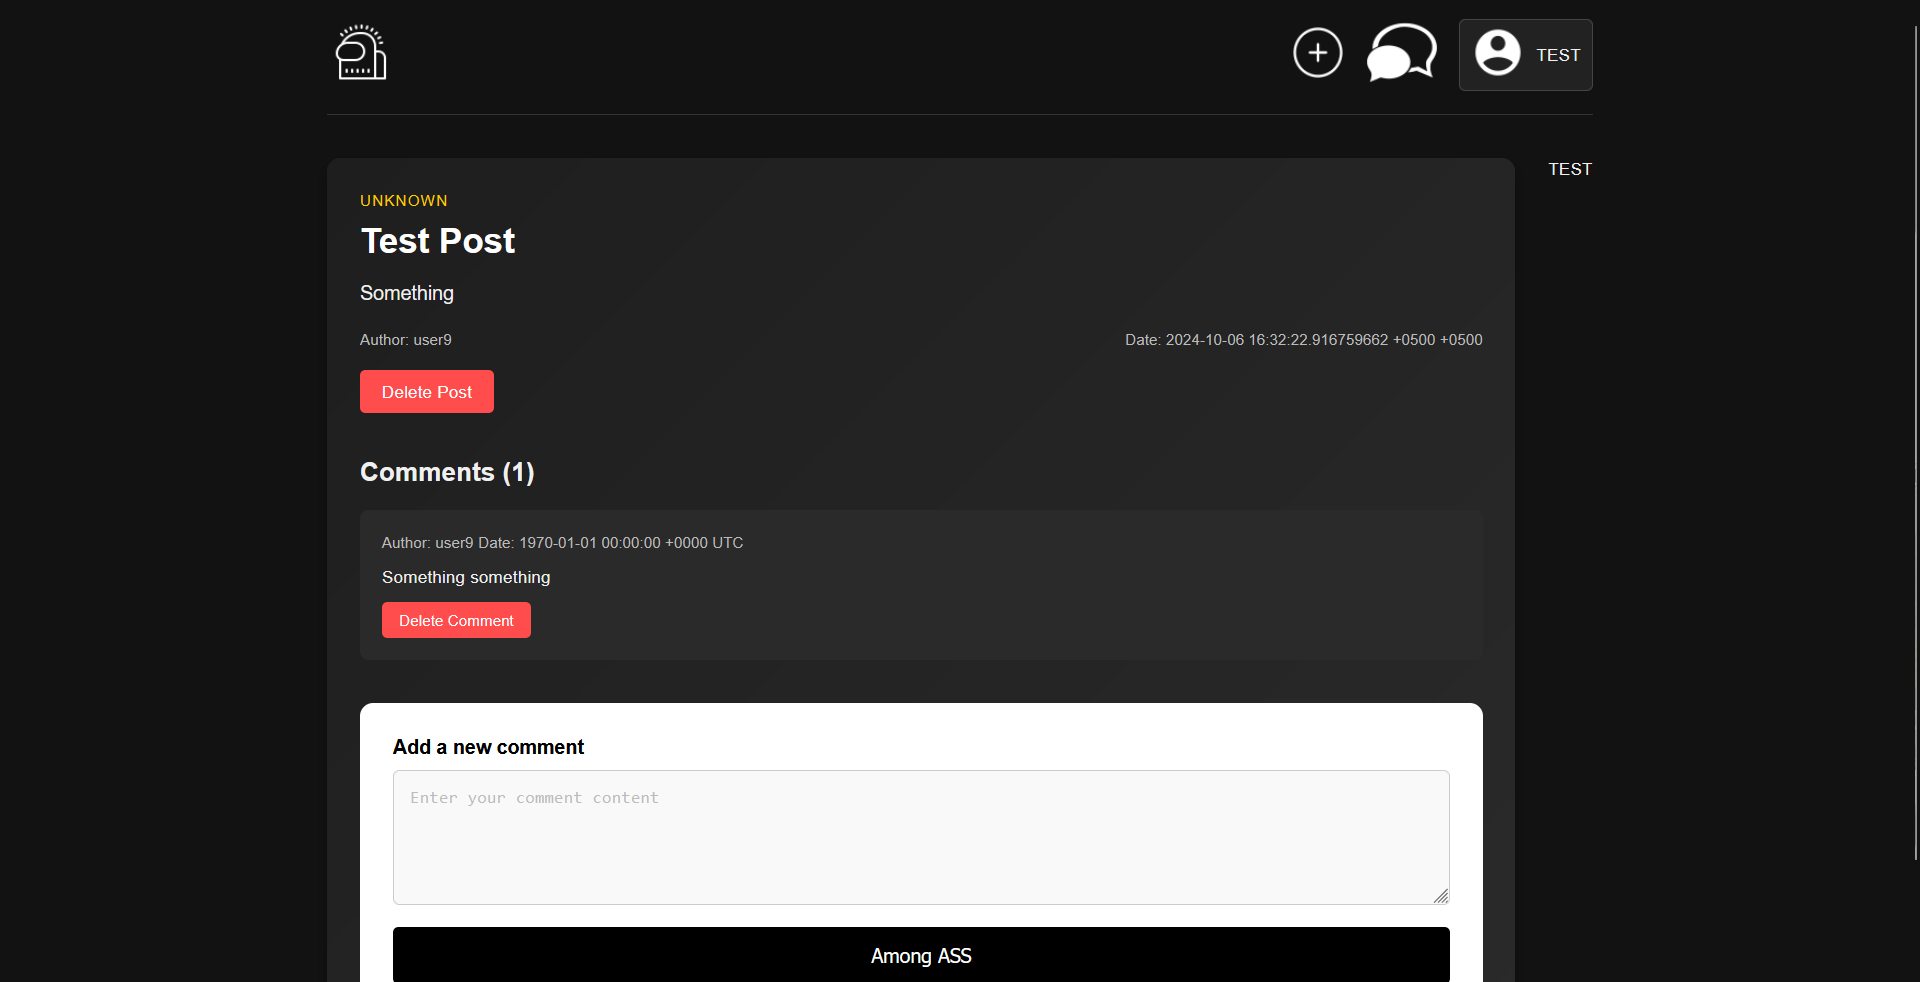 TEST
TEST
UNKNOWN
Test Post
Something
Author: user9
Date: 2024-10-06 16:32:22.916759662 +0500 +0500
Delete Post
Comments (1)
Author: user9 Date: 1970-01-01 00:00:00 +0000 UTC
Something something
Delete Comment
Add a new comment
Enter your comment content
Among ASS